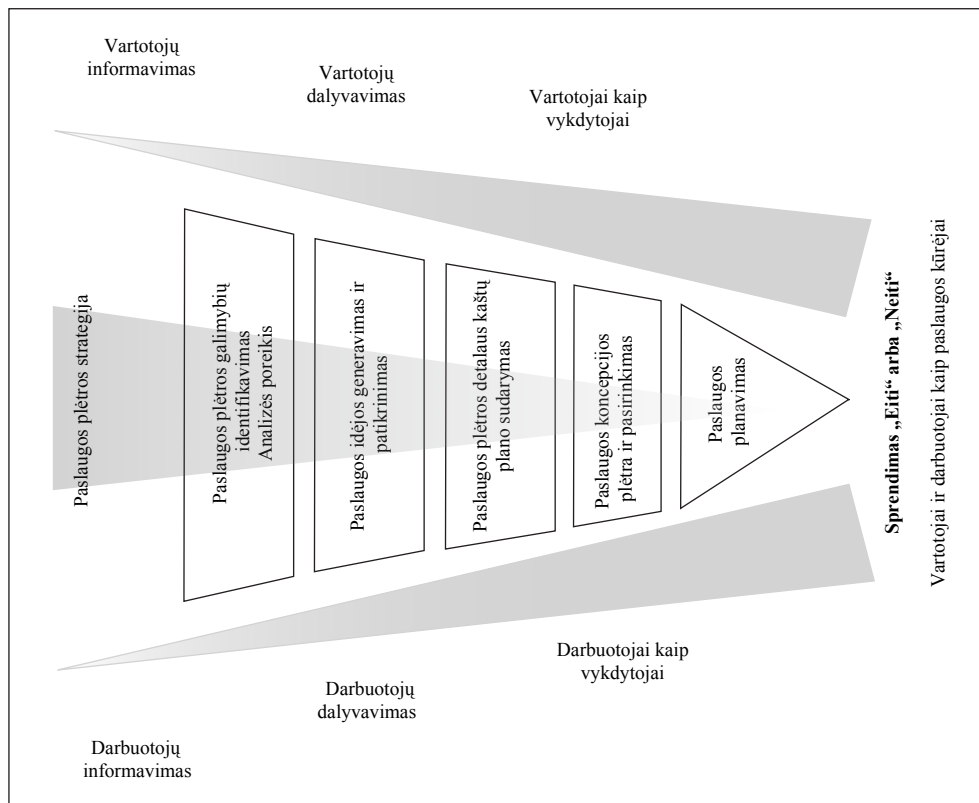 Vartotojų
informavimas
Vartotojų
dalyvavimas
Vartotojai kaip
vykdytojai
Paslaugos plėtros strategija
Paslaugos plėtros galimybių
identifikavimas
Analizės poreikis
Paslaugos idėjos generavimas ir
patikrinimas
Paslaugos plėtros detalaus kaštų
plano sudarymas
Paslaugos koncepcijos
plėtra ir pasirinkimas
Paslaugos
planavimas
Sprendimas „Eiti“ arba „Neiti“
Vartotojai ir darbuotojai kaip paslaugos kūrėjai
Darbuotojai kaip
vykdytojai
Darbuotojų
dalyvavimas
Darbuotojų
informavimas